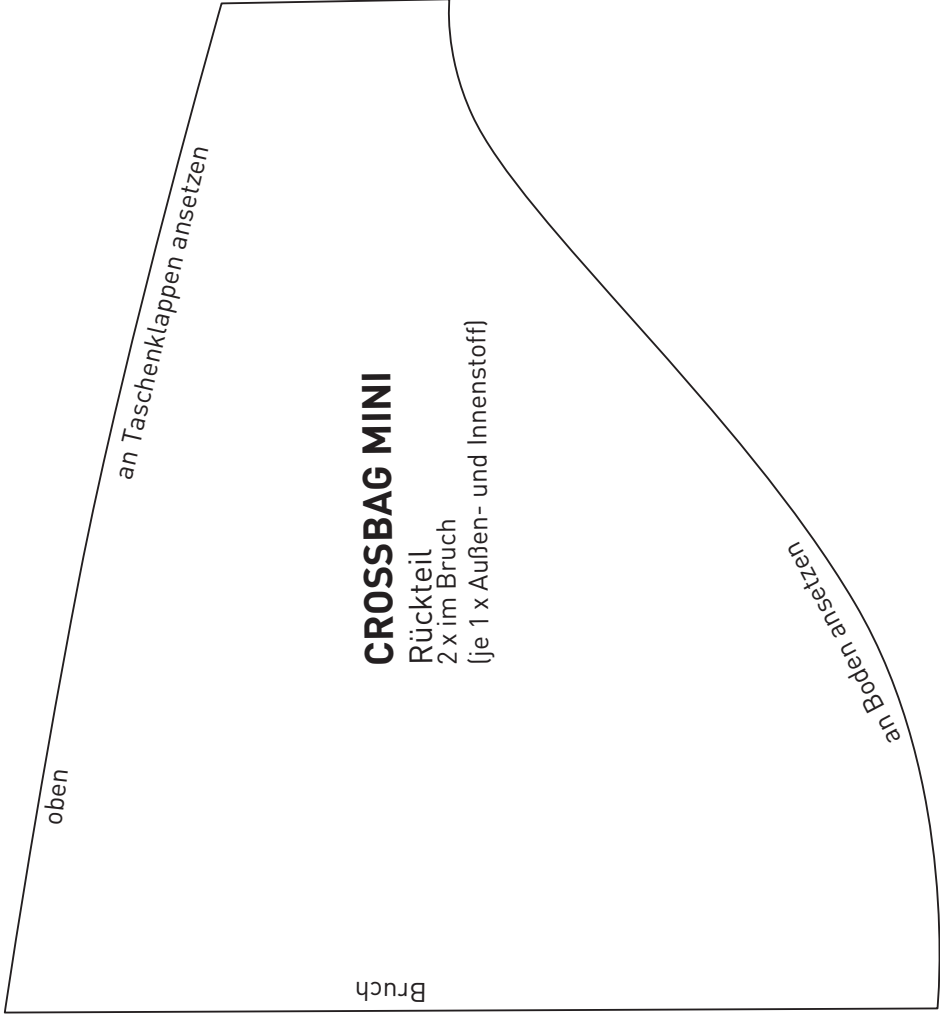 oben
an Taschenklappen ansetzen
CROSSBAG MINI
Rückteil
2 x im Bruch
(je 1 x Außen- und Innenstoff)
an Boden ansetzen
Bruch